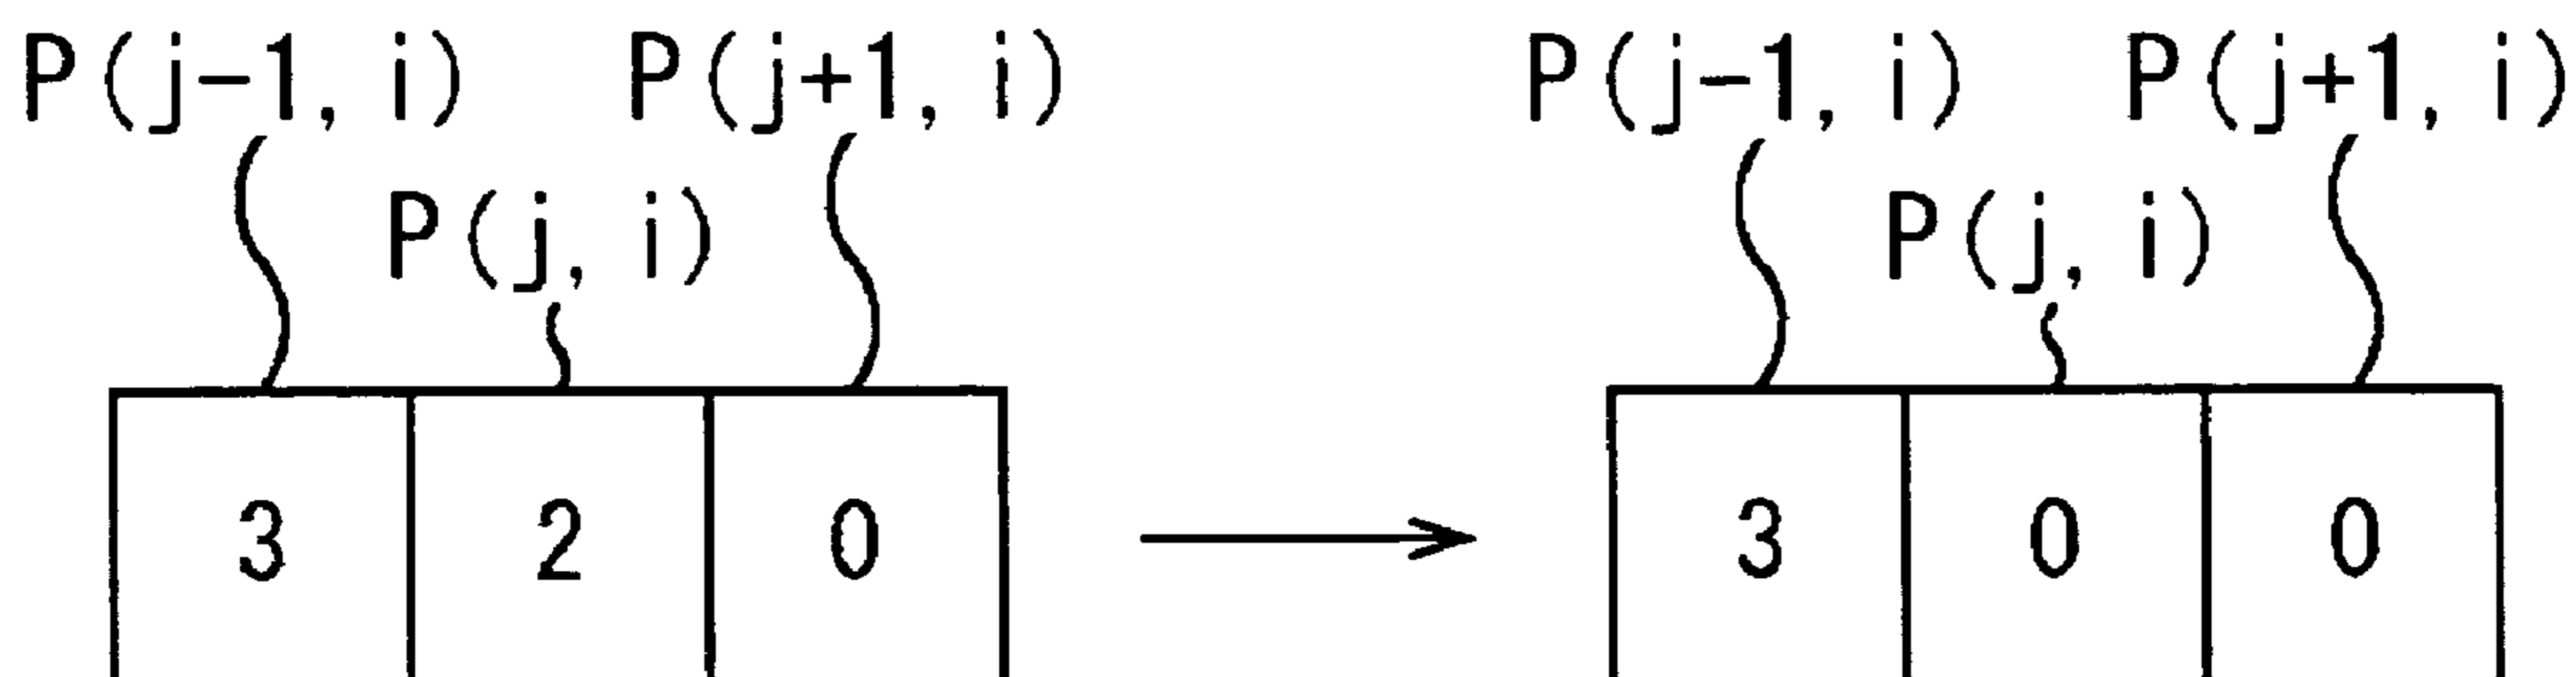 P(j-1, i) P(j+1, i) P(j-1, i) P(j+1, i)
P(j, i) P(j, i)
3 2 0 3 0 0